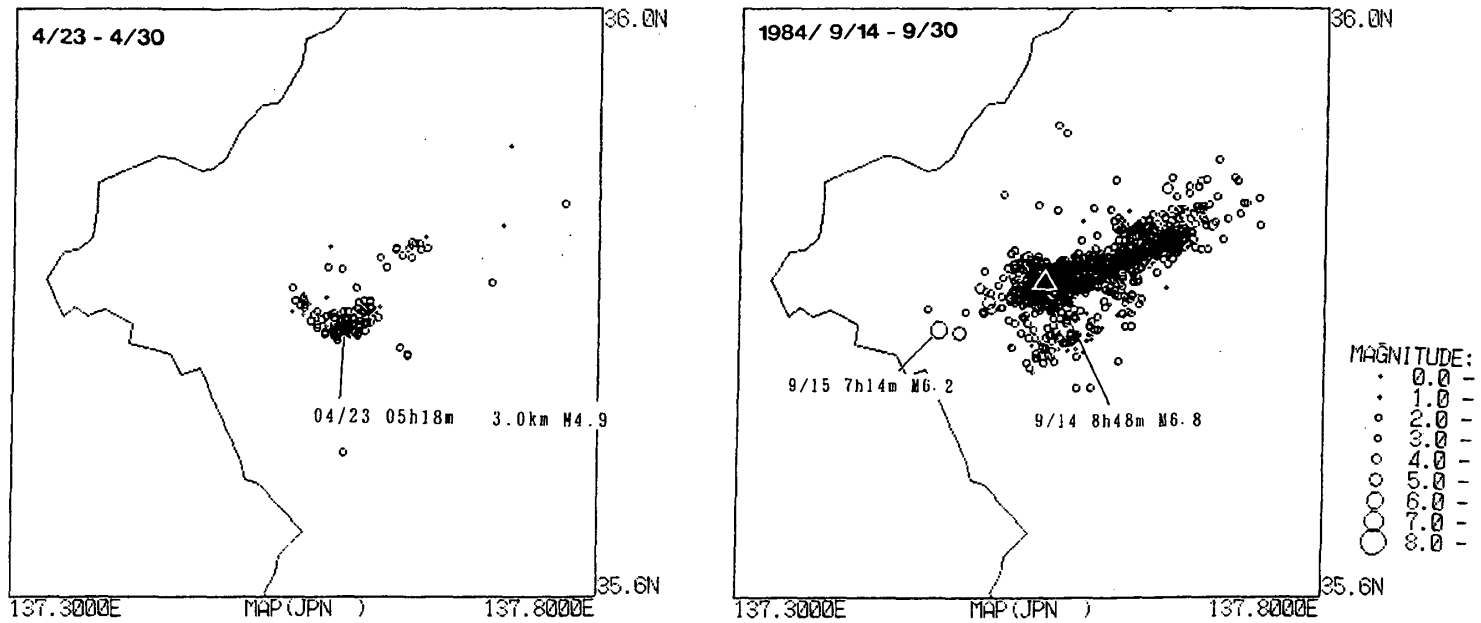 4/23 - 4/30
36.0N
04/23 05h18m 3.0km M4.9
35.6N
137.3000E MAP(JPN ) 137.8000E
1984/ 9/14 - 9/30
36.0N
9/15 7h14m M6.2
9/14 8h48m M6.8
35.6N
137.3000E MAP(JPN ) 137.8000E
MAGNITUDE:
0.0 -
1.0 -
2.0 -
3.0 -
4.0 -
5.0 -
6.0 -
7.0 -
8.0 -